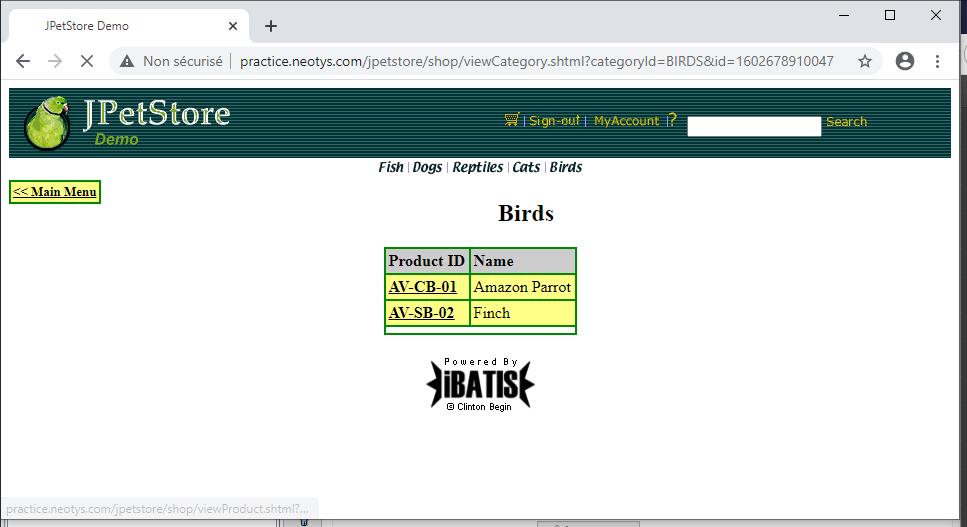 JPetStore Demo
Non sécurisé | practice.neotys.com/jpetstore/shop/viewCategory.shtml?categoryId=BIRDS&id=1602678910047
JPetStore
Demo
| Sign-out | MyAccount | ? Search
Fish | Dogs | Reptiles | Cats | Birds
<< Main Menu
Birds
Product ID Name
AV-CB-01 Amazon Parrot
AV-SB-02 Finch
Powered By
iBATIS
© Clinton Begin
practice.neotys.com/jpetstore/shop/viewProduct.shtml?...